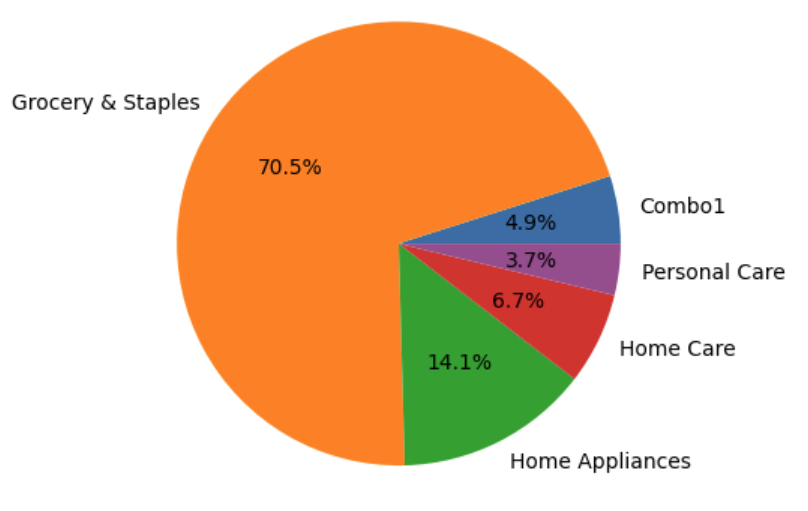 Grocery & Staples
70.5%
Combo1
4.9%
3.7%
Personal Care
6.7%
Home Care
14.1%
Home Appliances